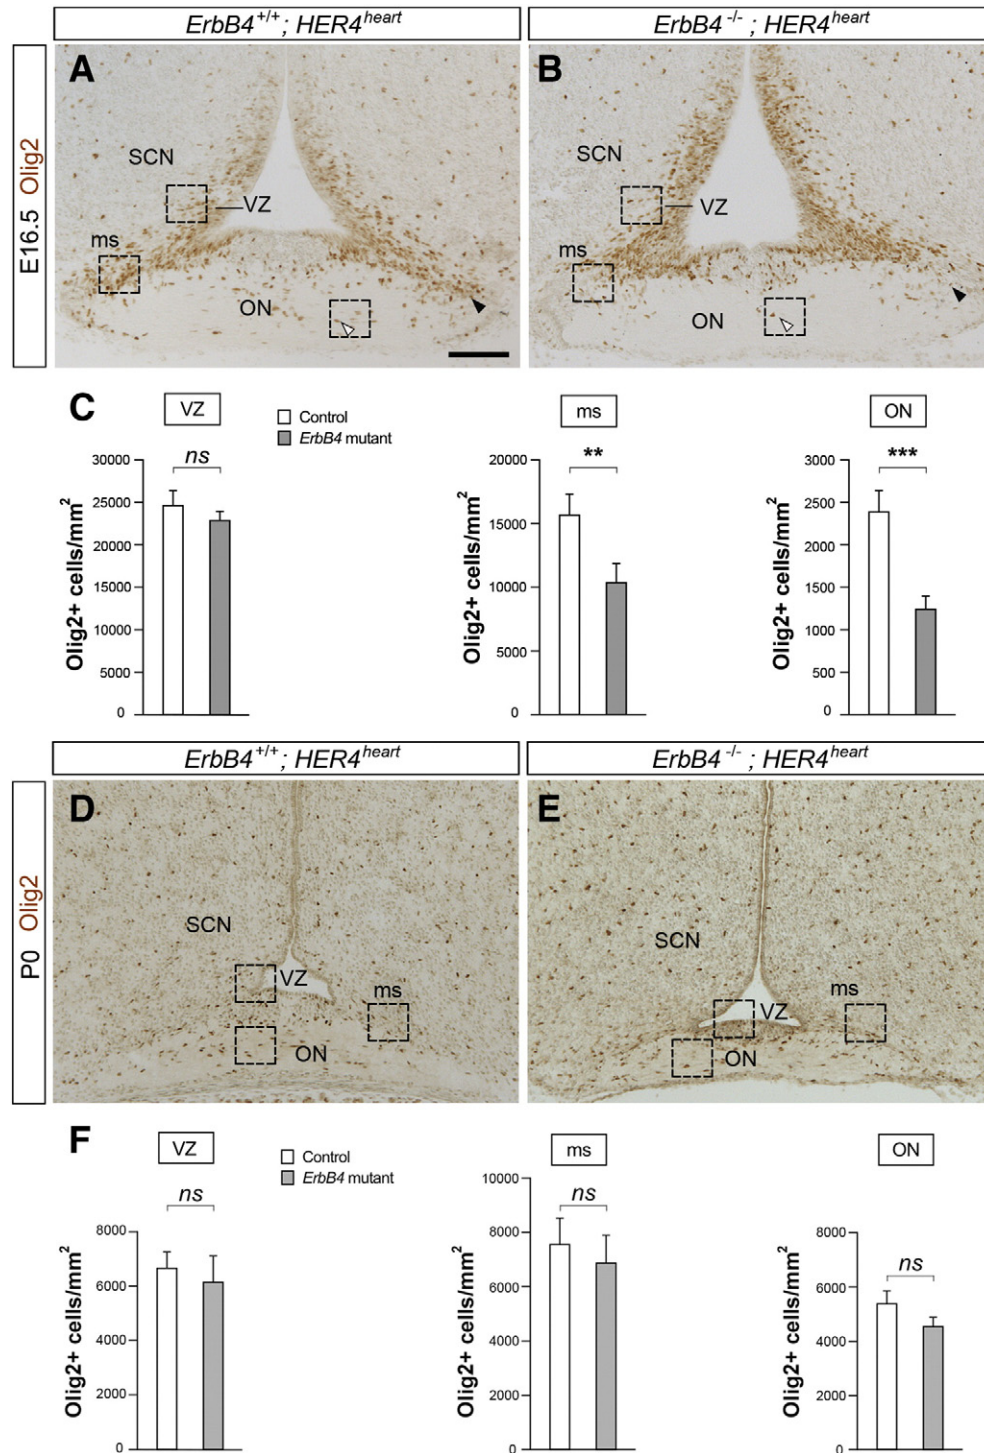 ErbB4+/+; HER4heart
ErbB4-/-; HER4heart
E16.5 Olig2
A
SCN
VZ
ms
ON
B
SCN
VZ
ms
ON
C
VZ
Control
ErbB4 mutant
ms
ON
ns
**
***
Olig2+ cells/mm2
30000
25000
20000
15000
10000
5000
0
Olig2+ cells/mm2
20000
15000
10000
5000
0
Olig2+ cells/mm2
3000
2500
2000
1500
1000
500
0
ErbB4+/+; HER4heart
ErbB4-/-; HER4heart
P0 Olig2
D
SCN
VZ
ms
ON
E
SCN
VZ
ms
ON
F
VZ
Control
ErbB4 mutant
ms
ON
ns
ns
ns
Olig2+ cells/mm2
8000
6000
4000
2000
0
Olig2+ cells/mm2
10000
8000
6000
4000
2000
0
Olig2+ cells/mm2
8000
6000
4000
2000
0